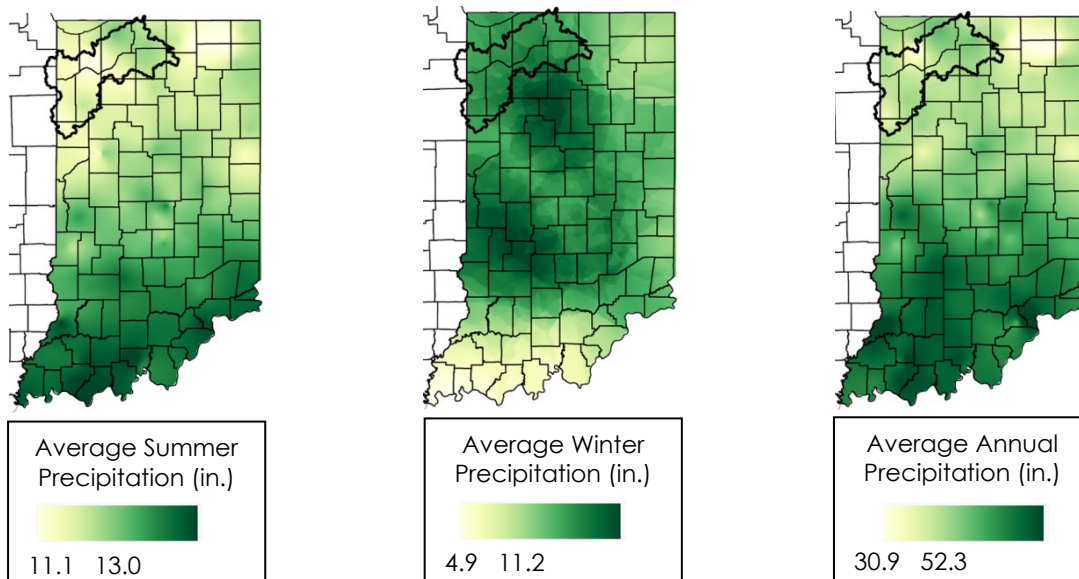 Average Summer
Precipitation (in.)
11.1 13.0
Average Winter
Precipitation (in.)
4.9 11.2
Average Annual
Precipitation (in.)
30.9 52.3